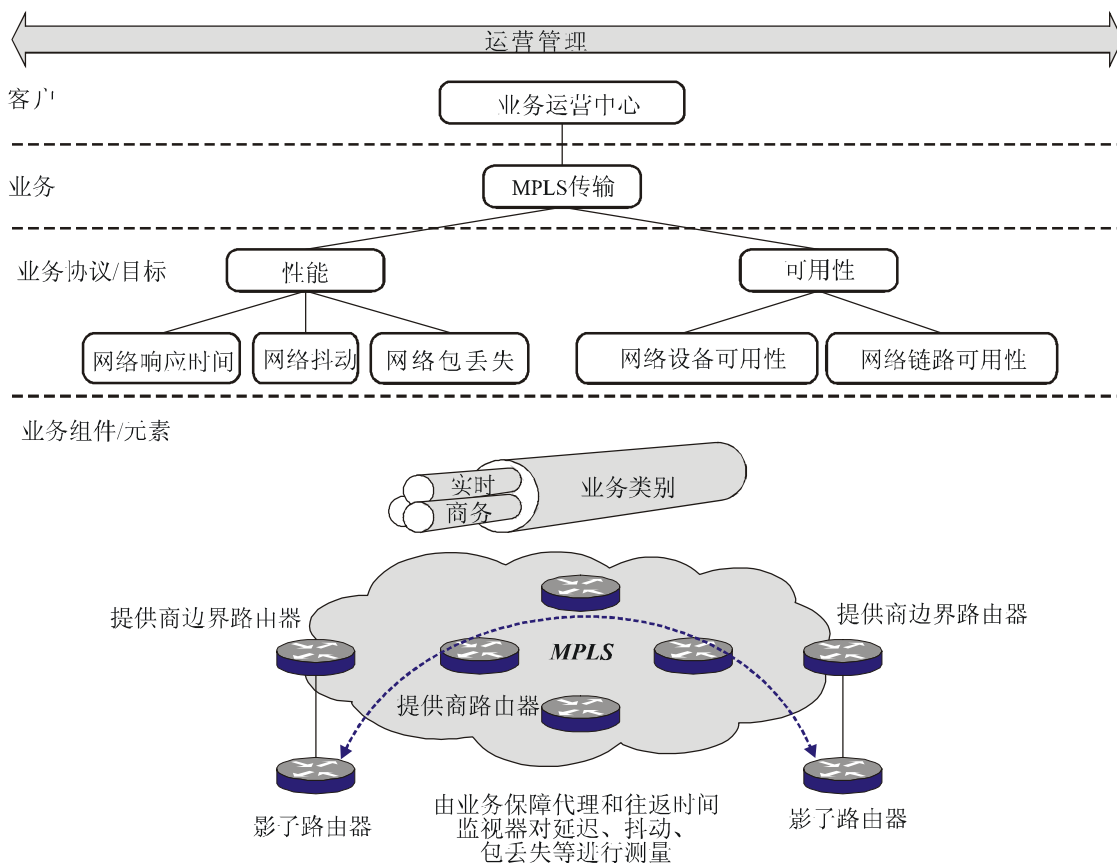 运营管理
客户
业务运营中心
业务
MPLS传输
业务协议/目标
性能
可用性
网络响应时间
网络抖动
网络包丢失
网络设备可用性
网络链路可用性
业务组件/元素
实时
业务类别
商务
提供商边界路由器
提供商边界路由器
MPLS
提供商路由器
影了路由器
由业务保障代理和往返时间
监视器对延迟、抖动、
包丢失等进行测量
影了路由器